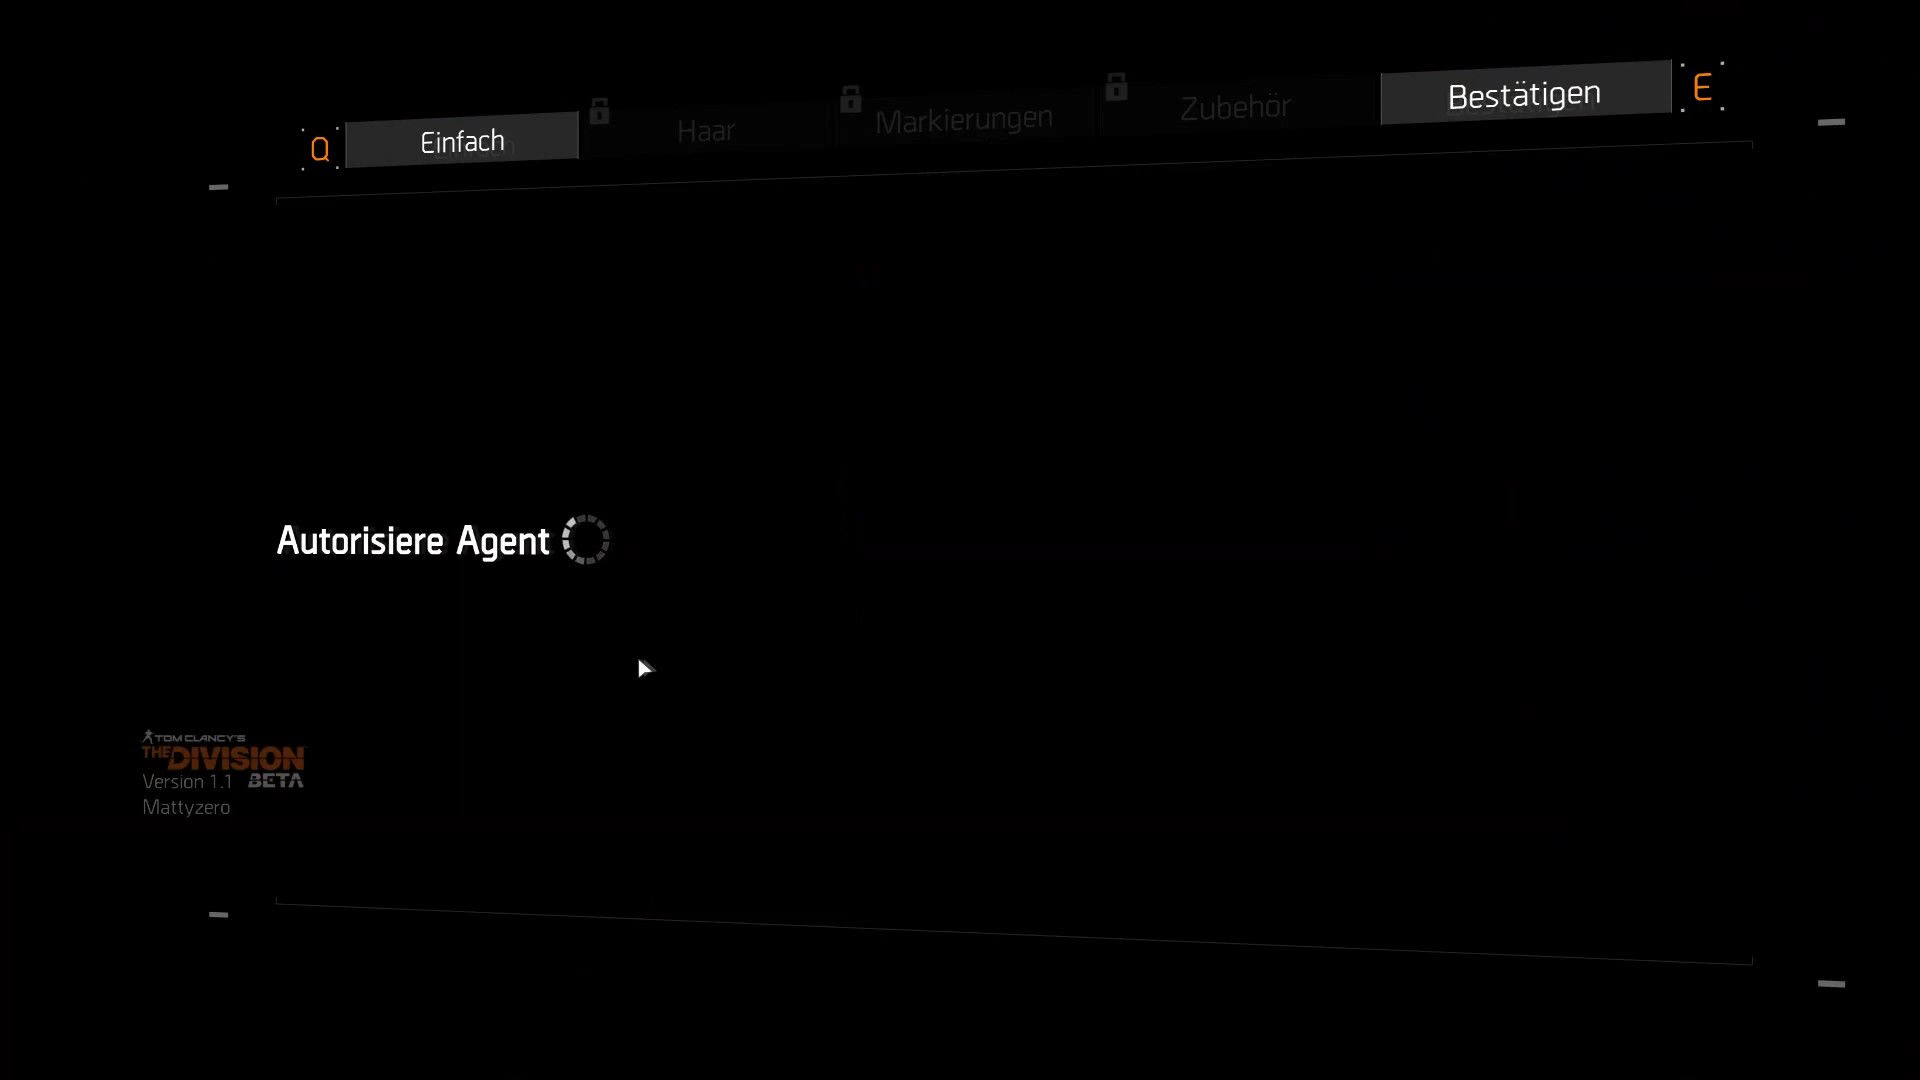 Q Einfach Haar Markierungen Zubehör Bestätigen E
Autorisiere Agent
TOM CLANCY'S
THE DIVISION
Version 1.1 BETA
Mattyzero